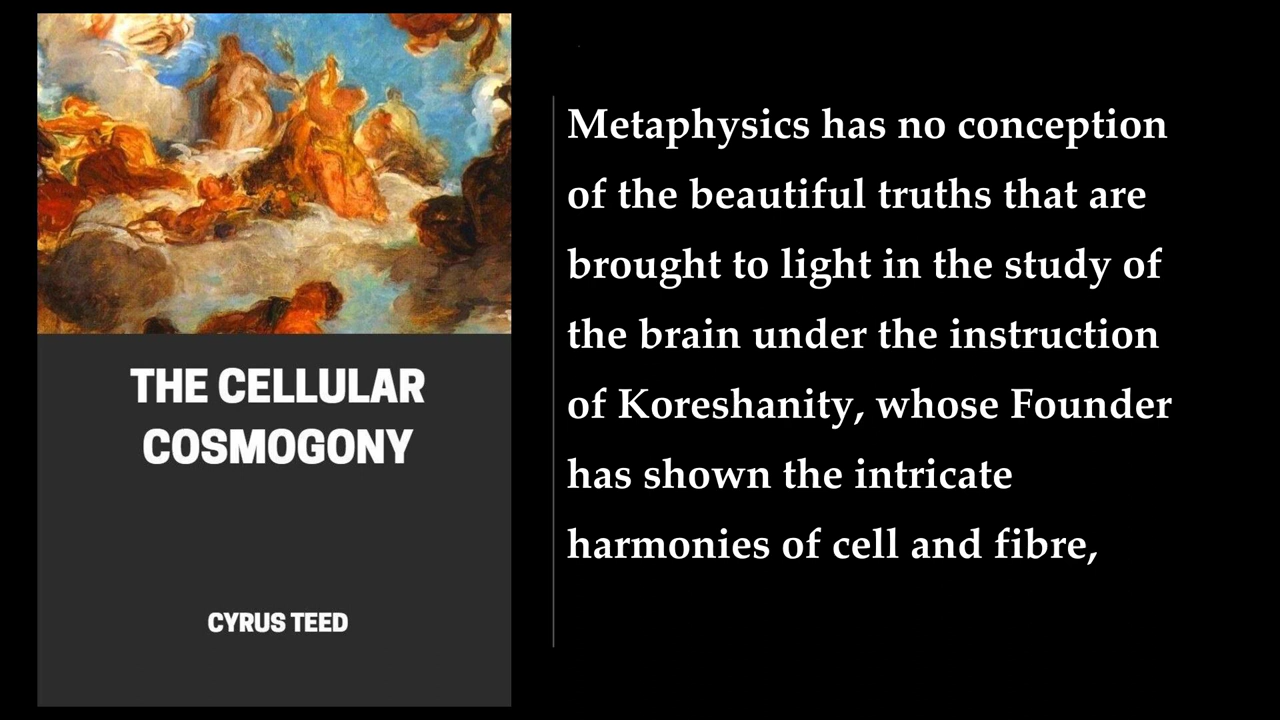 THE CELLULAR
COSMOGONY
CYRUS TEED
Metaphysics has no conception
of the beautiful truths that are
brought to light in the study of
the brain under the instruction
of Koreshanity, whose Founder
has shown the intricate
harmonies of cell and fibre,